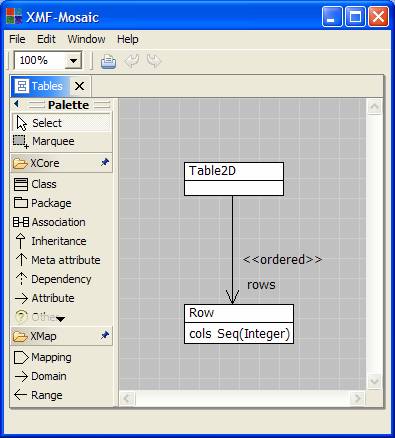 XMF-Mosaic
File Edit Window Help
100%
Tables
Palette
Select
Marquee
XCore
Class
Package
Association
Inheritance
Meta attribute
Dependency
Attribute
Other
XMap
Mapping
Domain
Range
Table2D
<<ordered>>
rows
Row
cols Seq(Integer)